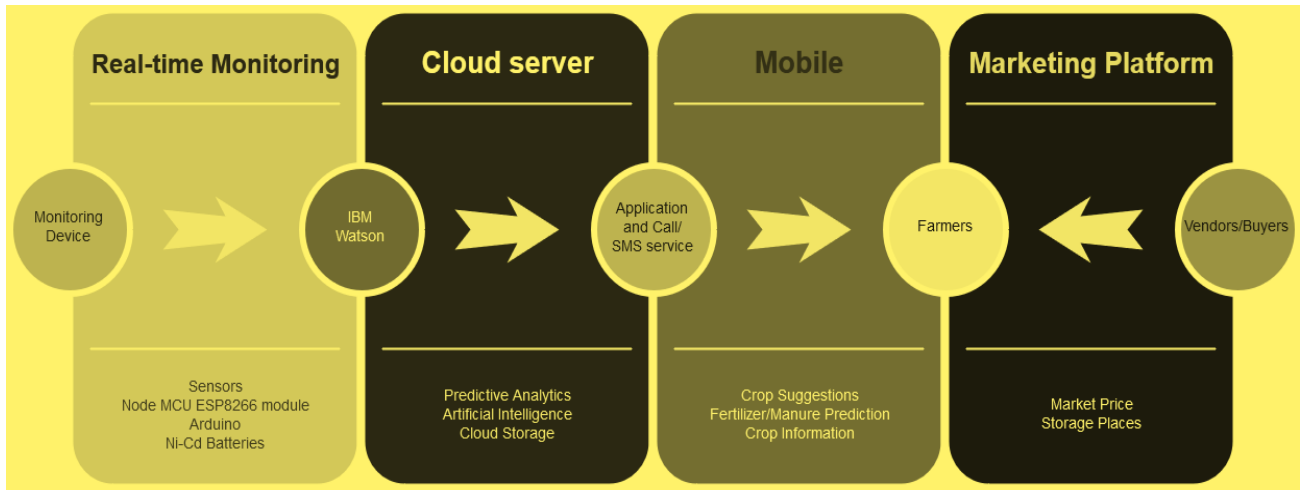 Real-time Monitoring
Cloud server
Mobile
Marketing Platform
Monitoring
Device
IBM
Watson
Application
and Call/
SMS service
Farmers
Vendors/Buyers
Sensors
Node MCU ESP8266 module
Arduino
Ni-Cd Batteries
Predictive Analytics
Artificial Intelligence
Cloud Storage
Crop Suggestions
Fertilizer/Manure Prediction
Crop Information
Market Price
Storage Places